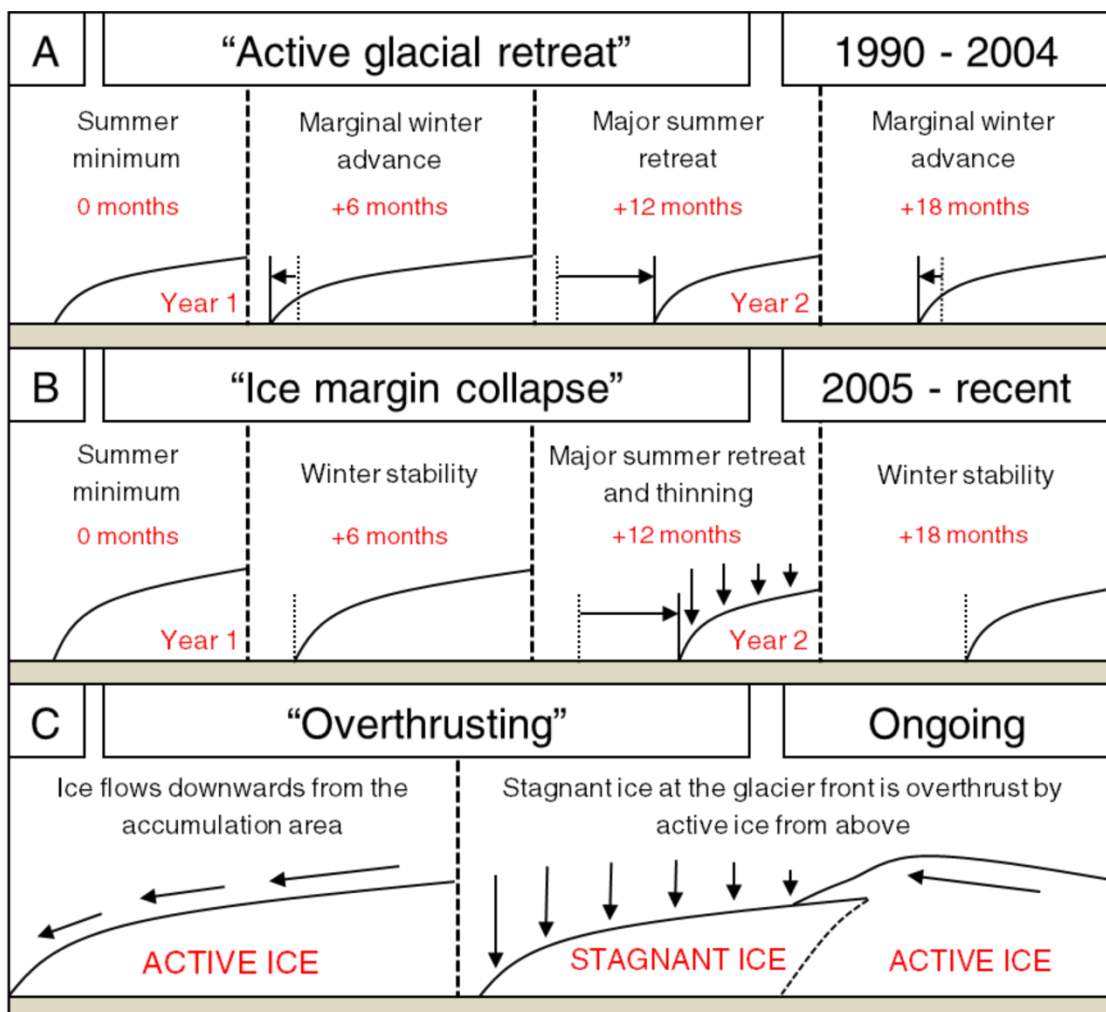 A
“Active glacial retreat”
1990 - 2004
Summer
minimum
0 months
Year 1
Marginal winter
advance
+6 months
Major summer
retreat
+12 months
Year 2
Marginal winter
advance
+18 months
B
“Ice margin collapse”
2005 - recent
Summer
minimum
0 months
Year 1
Winter stability
+6 months
Major summer retreat
and thinning
+12 months
Year 2
Winter stability
+18 months
C
“Overthrusting”
Ongoing
Ice flows downwards from the
accumulation area
ACTIVE ICE
Stagnant ice at the glacier front is overthrust by
active ice from above
STAGNANT ICE
ACTIVE ICE